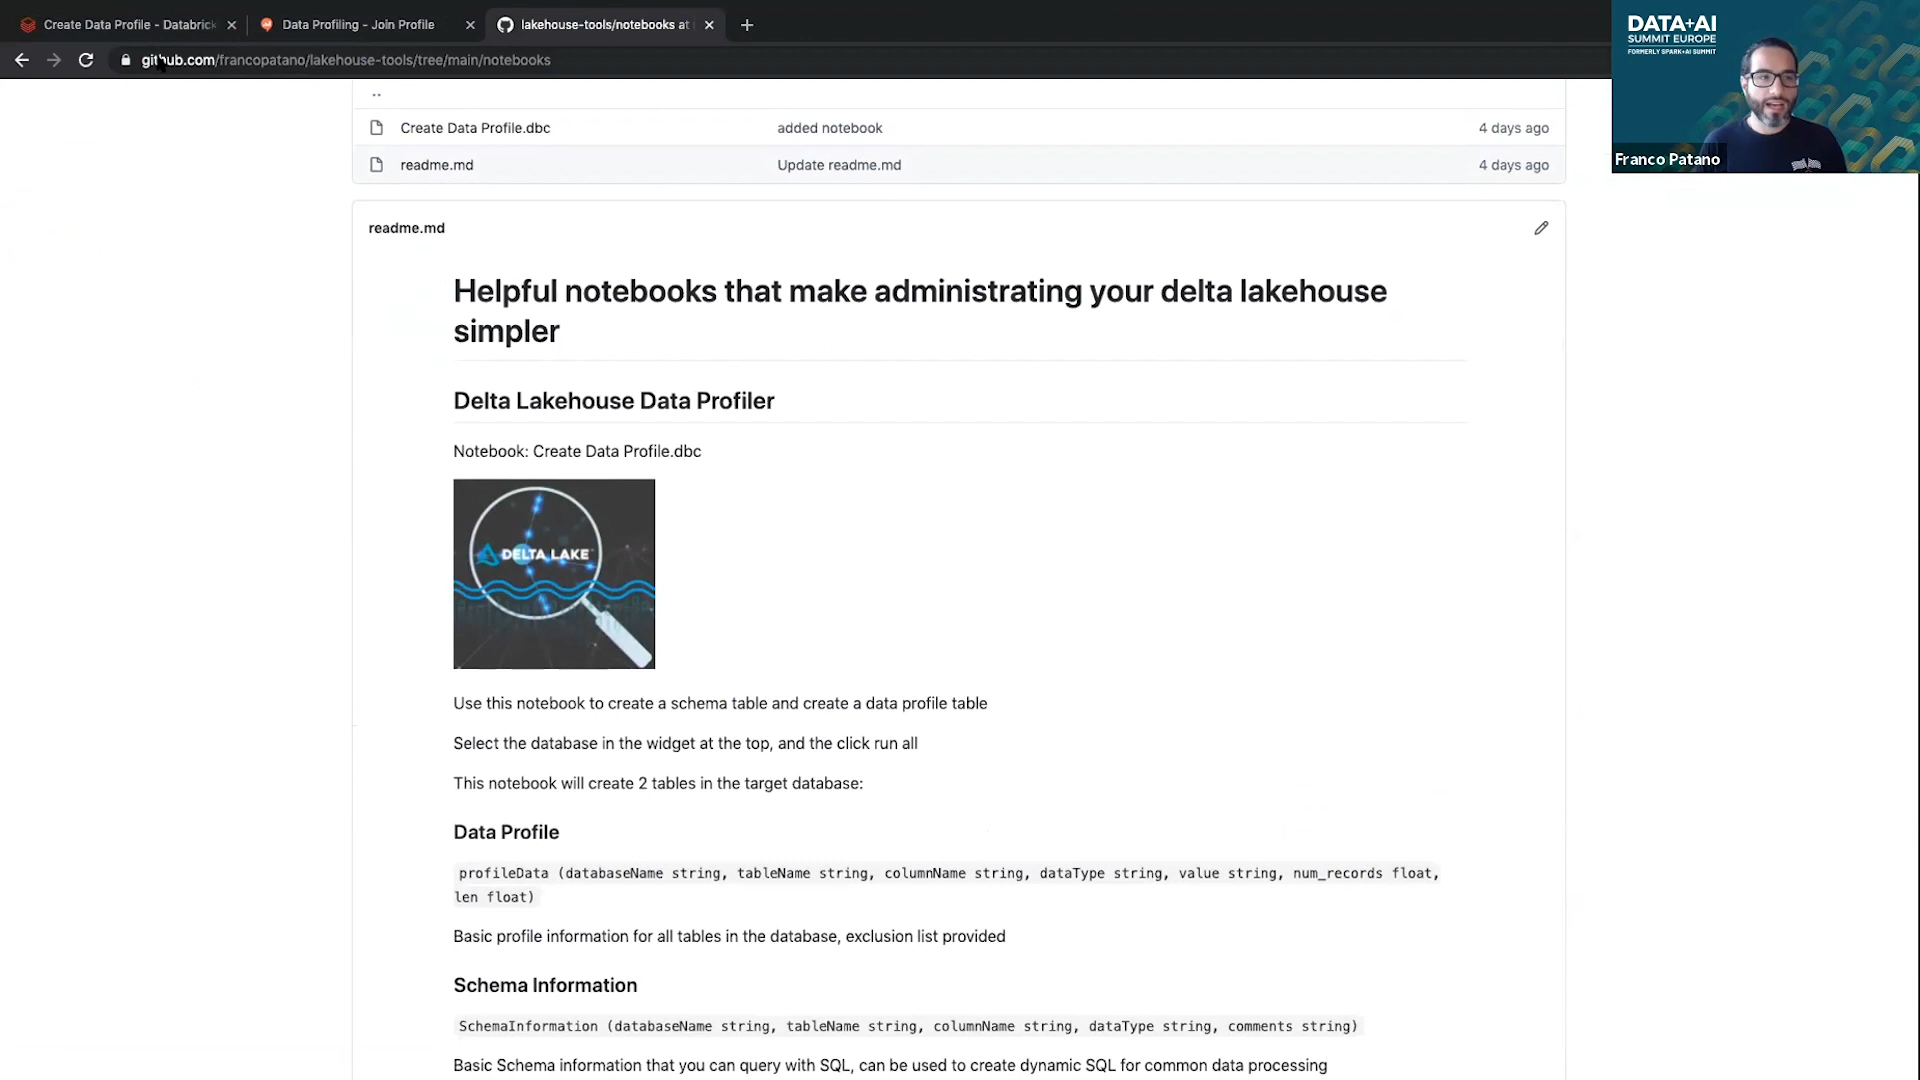 Create Data Profile - Databrick
Data Profiling - Join Profile
lakehouse-tools/notebooks at
github.com/francopatano/lakehouse-tools/tree/main/notebooks
DATA+AI
SUMMIT EUROPE
FORMERLY SPARK+AI SUMMIT
Franco Patano
..
Create Data Profile.dbc added notebook 4 days ago
readme.md Update readme.md 4 days ago
readme.md
Helpful notebooks that make administrating your delta lakehouse
simpler
Delta Lakehouse Data Profiler
Notebook: Create Data Profile.dbc
DELTA LAKE
Use this notebook to create a schema table and create a data profile table
Select the database in the widget at the top, and the click run all
This notebook will create 2 tables in the target database:
Data Profile
profileData (databaseName string, tableName string, columnName string, dataType string, value string, num_records float,
len float)
Basic profile information for all tables in the database, exclusion list provided
Schema Information
SchemaInformation (databaseName string, tableName string, columnName string, dataType string, comments string)
Basic Schema information that you can query with SQL, can be used to create dynamic SQL for common data processing